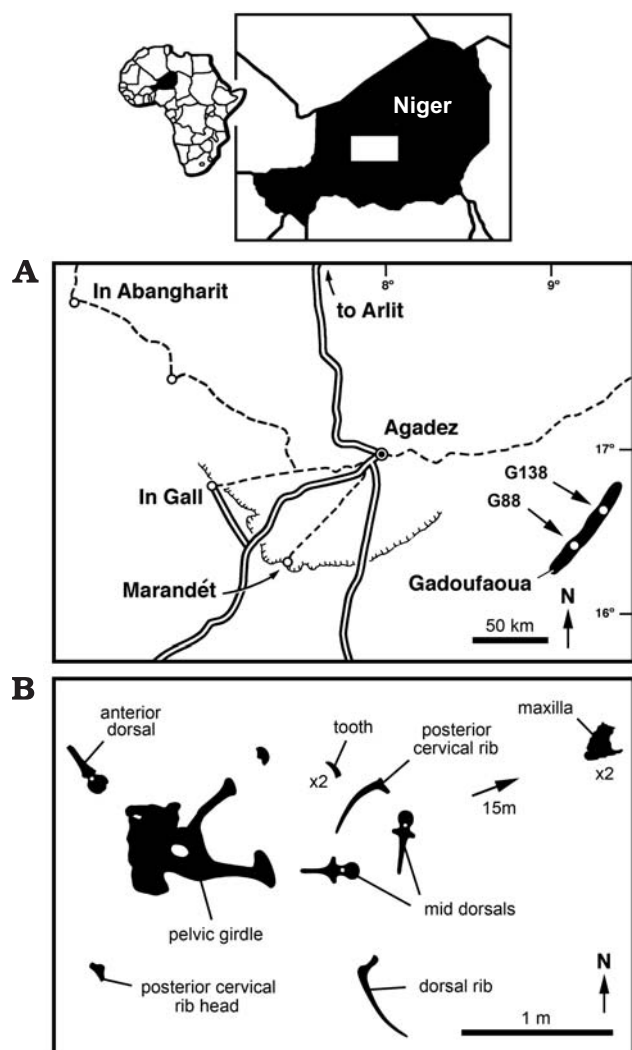 Niger
A
8°
9°
In Abangharit
to Arlit
Agadez
17°
G138
In Gall
G88
Marandét
Gadoufaoua
N
16°
50 km
B
anterior
dorsal
tooth
x2
posterior
cervical rib
maxilla
x2
15m
mid dorsals
pelvic girdle
posterior cervical
rib head
dorsal rib
N
1 m